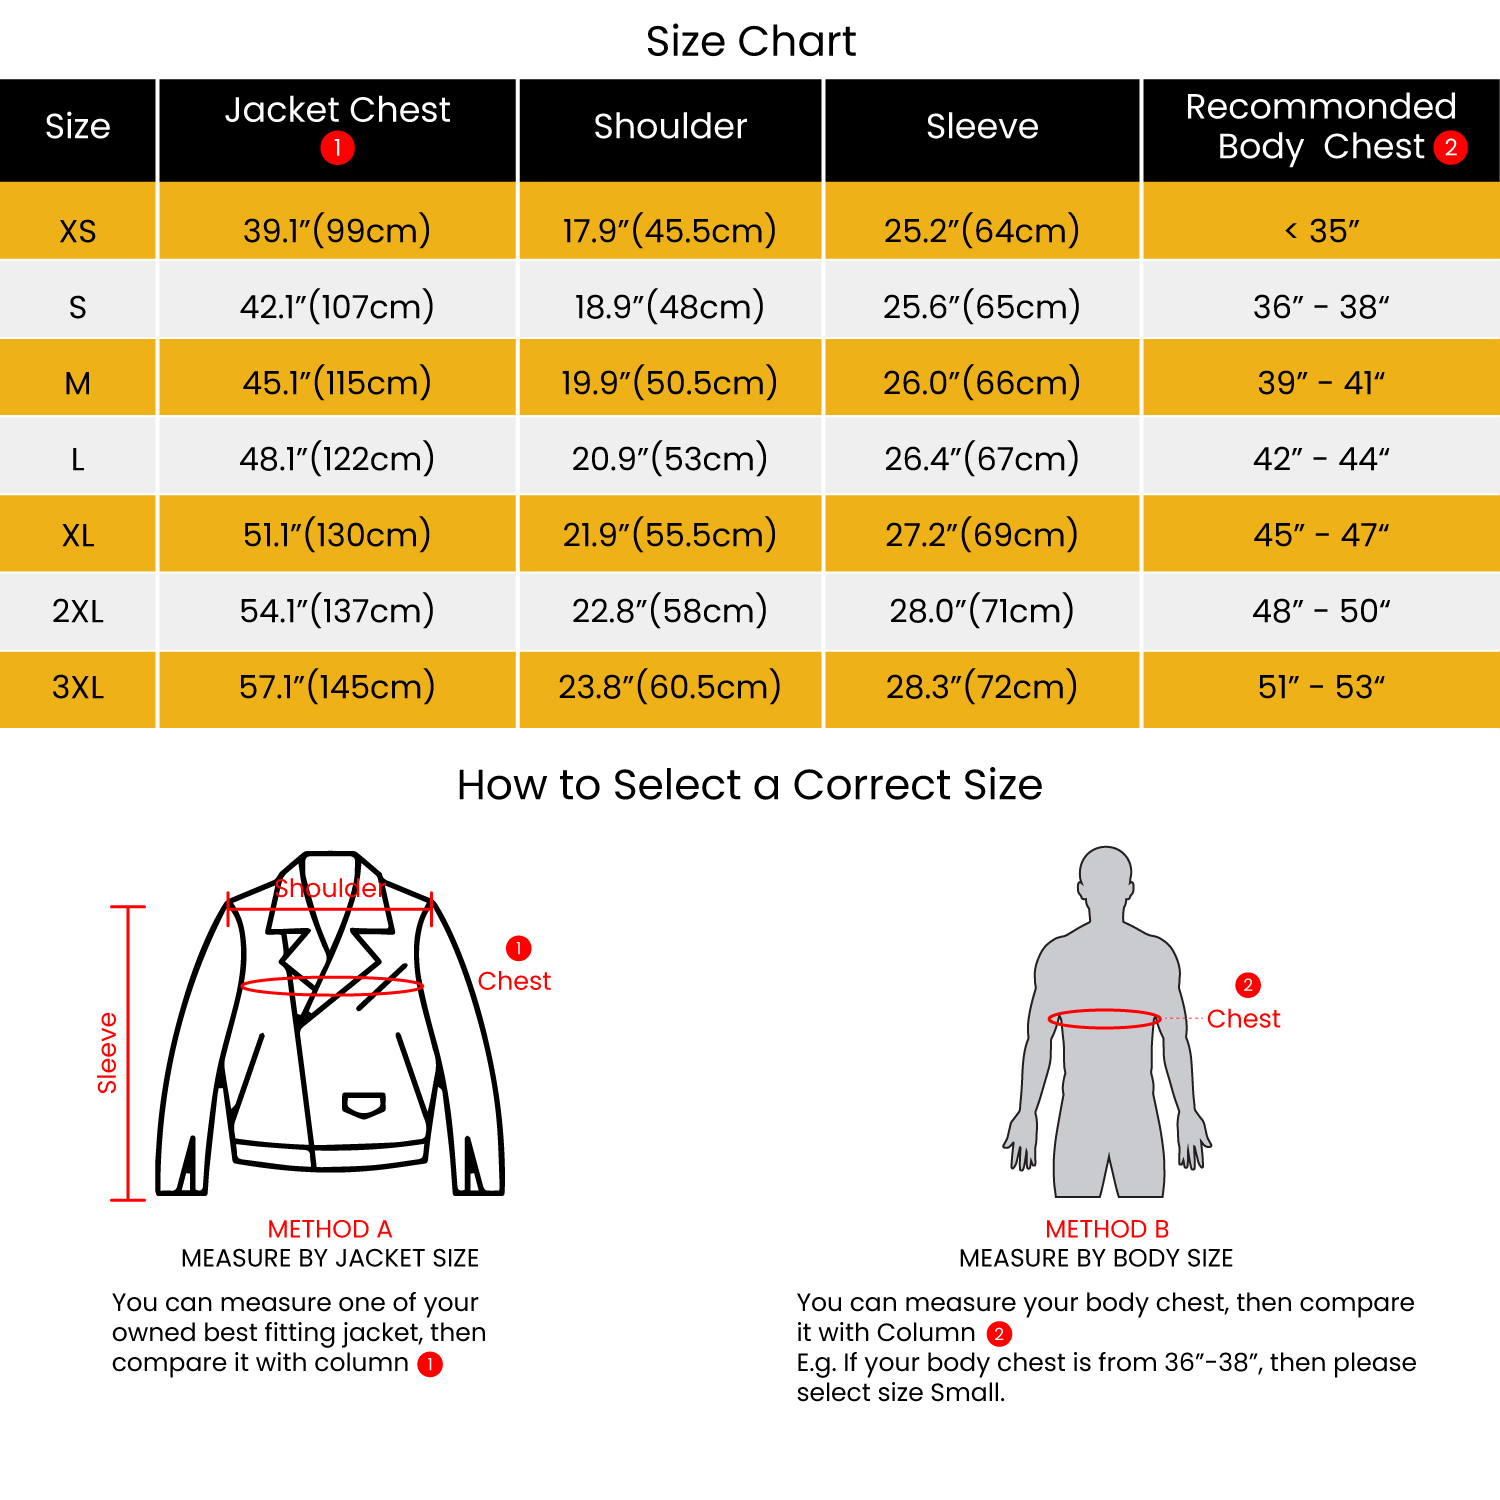 Size Chart
Size Jacket Chest 1 Shoulder Sleeve Recommonded Body Chest 2
XS 39.1”(99cm) 17.9”(45.5cm) 25.2”(64cm) < 35”
S 42.1”(107cm) 18.9”(48cm) 25.6”(65cm) 36” - 38“
M 45.1”(115cm) 19.9”(50.5cm) 26.0”(66cm) 39” - 41“
L 48.1”(122cm) 20.9”(53cm) 26.4”(67cm) 42” - 44“
XL 51.1”(130cm) 21.9”(55.5cm) 27.2”(69cm) 45” - 47“
2XL 54.1”(137cm) 22.8”(58cm) 28.0”(71cm) 48” - 50“
3XL 57.1”(145cm) 23.8”(60.5cm) 28.3”(72cm) 51” - 53“
How to Select a Correct Size
Shoulder
1
Chest
Sleeve
METHOD A
MEASURE BY JACKET SIZE
You can measure one of your
owned best fitting jacket, then
compare it with column 1
2
Chest
METHOD B
MEASURE BY BODY SIZE
You can measure your body chest, then compare
it with Column 2
E.g. If your body chest is from 36”-38”, then please
select size Small.